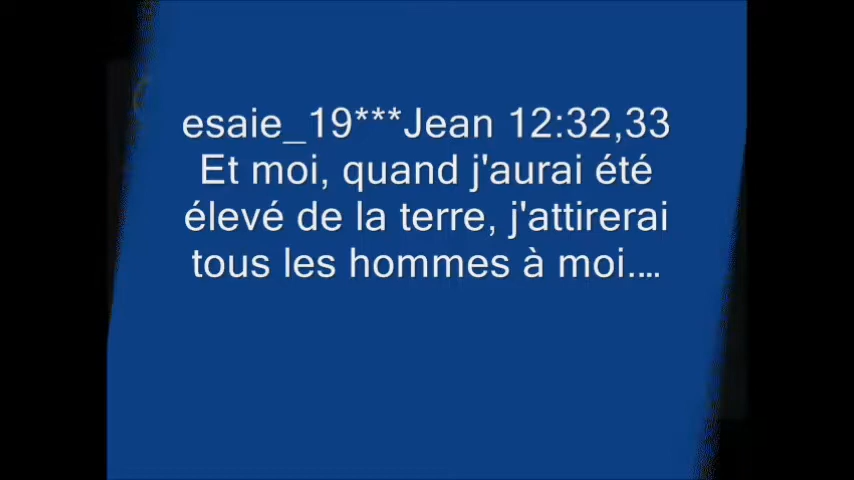 esaie_19***Jean 12:32,33
Et moi, quand j'aurai été
élevé de la terre, j'attirerai
tous les hommes à moi.…